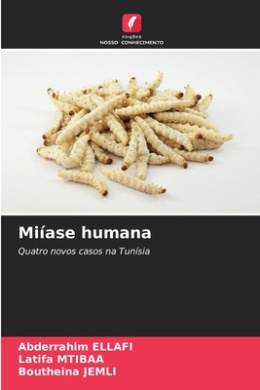 edições
NOSSO CONHECIMENTO
Miíase humana
Quatro novos casos na Tunísia
Abderrahim ELLAFI
Latifa MTIBAA
Boutheina JEMLI